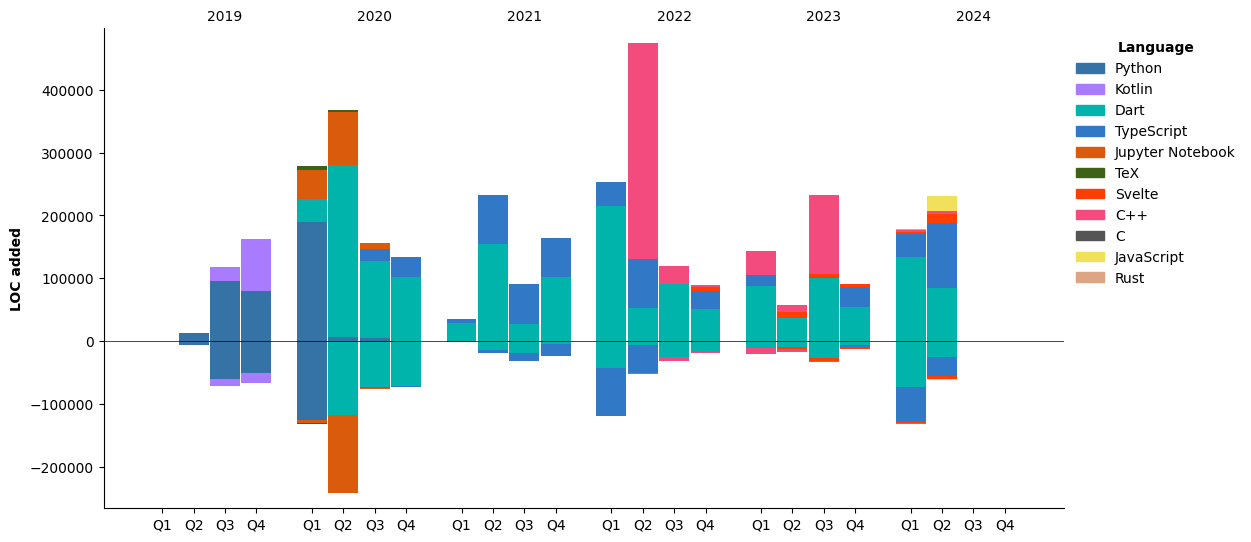 2019 2020 2021 2022 2023 2024
LOC added
400000
300000
200000
100000
0
−100000
−200000
Q1 Q2 Q3 Q4 Q1 Q2 Q3 Q4 Q1 Q2 Q3 Q4 Q1 Q2 Q3 Q4 Q1 Q2 Q3 Q4 Q1 Q2 Q3 Q4
Language
Python
Kotlin
Dart
TypeScript
Jupyter Notebook
TeX
Svelte
C++
C
JavaScript
Rust